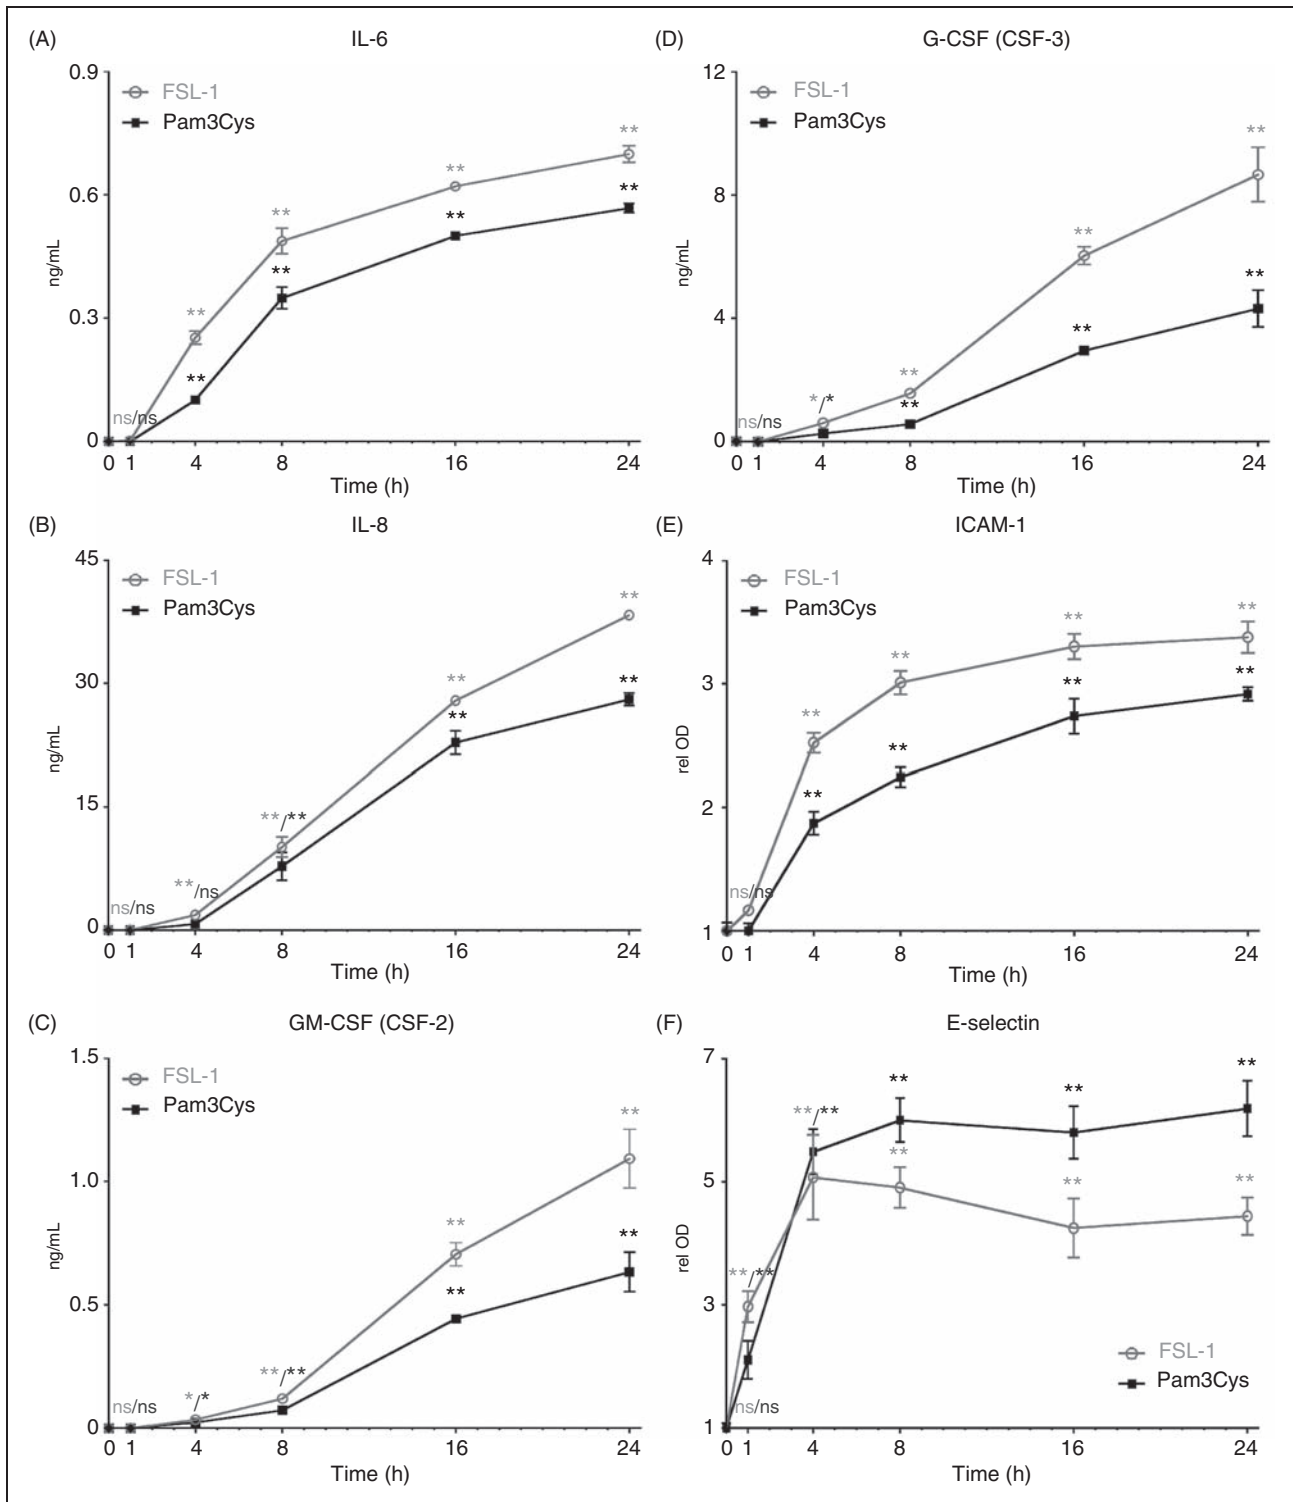 (A)
IL-6
0.9
FSL-1
Pam3Cys
**
**
**
**
0.6
**
**
ng/mL
**
**
0.3
**
ns/ns
0
0 1 4 8 16 24
Time (h)
(B)
IL-8
45
FSL-1
Pam3Cys
**
**
30
**
**
ng/mL
15
**/**
**/ns
ns/ns
0
0 1 4 8 16 24
Time (h)
(C)
GM-CSF (CSF-2)
1.5
FSL-1
Pam3Cys
**
1.0
**
**
ng/mL
**
0.5
**/**
*/*
ns/ns
0
0 1 4 8 16 24
Time (h)
(D)
G-CSF (CSF-3)
12
FSL-1
Pam3Cys
**
8
**
ng/mL
**
4
**
**
*/*
**
ns/ns
0
0 1 4 8 16 24
Time (h)
(E)
ICAM-1
4
FSL-1
Pam3Cys
**
**
**
3
**
**
**
rel OD
**
2
**
ns/ns
1
0 1 4 8 16 24
Time (h)
(F)
E-selectin
7
**
**
**
**/**
**
5
**
**
rel OD
**/**
3
FSL-1
Pam3Cys
ns/ns
1
0 1 4 8 16 24
Time (h)